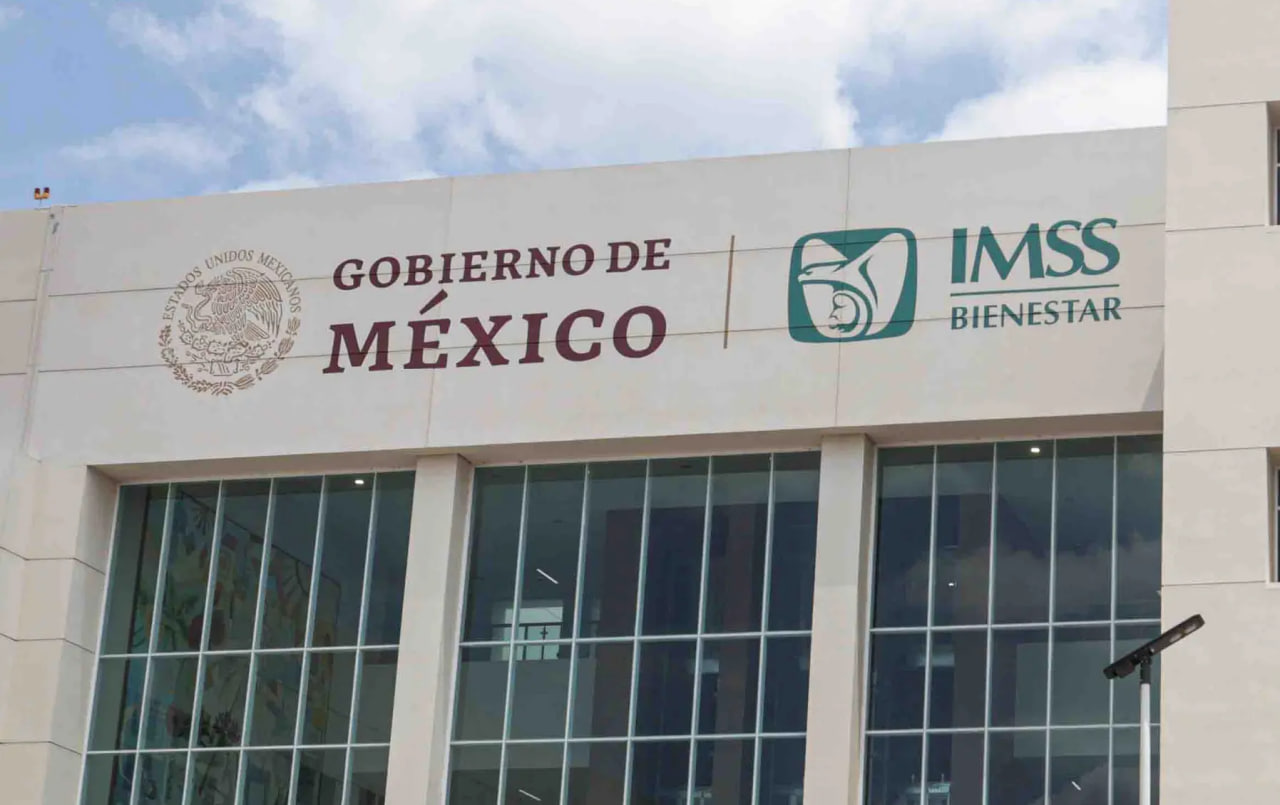 ESTADOS UNIDOS MEXICANOS
GOBIERNO DE
MÉXICO
IMSS
BIENESTAR